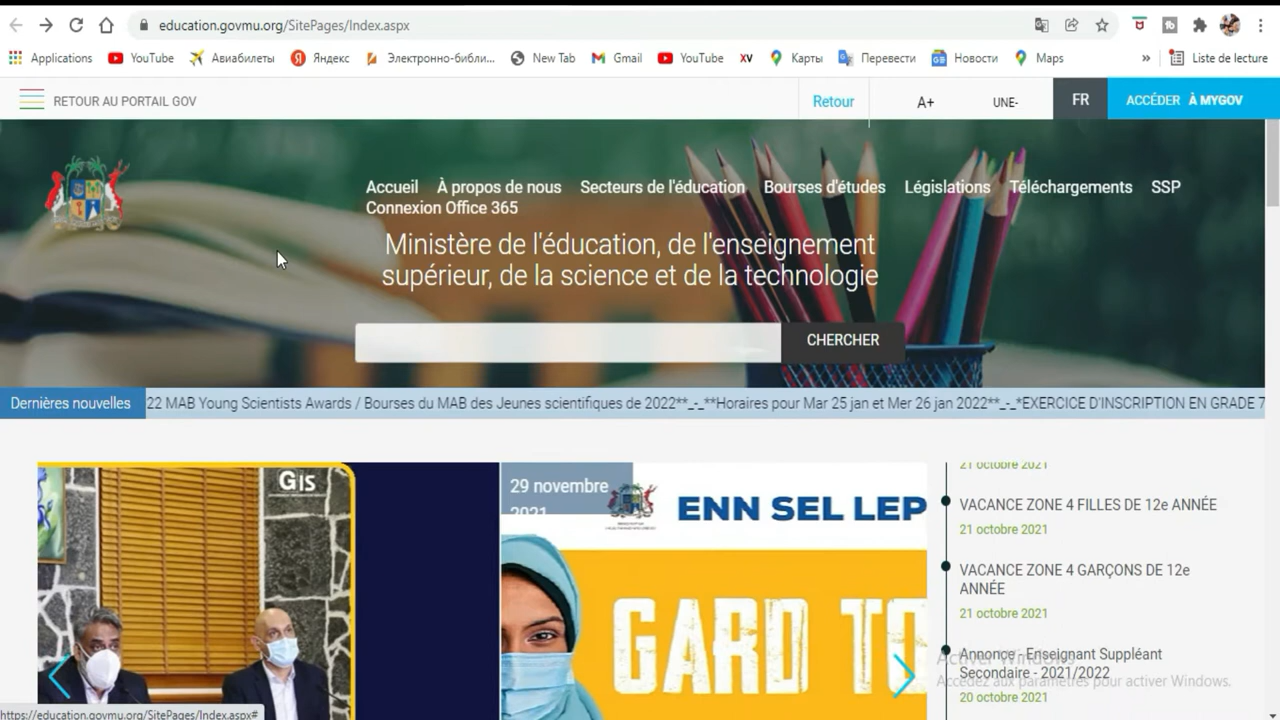 education.govmu.org/SitePages/Index.aspx
Applications YouTube Авиабилеты Яндекс Электронно-библи... New Tab Gmail YouTube XV Карты Перевести Новости Maps » Liste de lecture
RETOUR AU PORTAIL GOV Retour A+ UNE- FR ACCÉDER À MYGOV
Accueil À propos de nous Secteurs de l'éducation Bourses d'études Législations Téléchargements SSP
Connexion Office 365
Ministère de l'éducation, de l'enseignement
supérieur, de la science et de la technologie
CHERCHER
Dernières nouvelles 22 MAB Young Scientists Awards / Bourses du MAB des Jeunes scientifiques de 2022**_-_**Horaires pour Mar 25 jan et Mer 26 jan 2022**_-_*EXERCICE D'INSCRIPTION EN GRADE 7
GIS
29 novembre
2021
ENN SEL LEP
GARD TO
21 octobre 2021
VACANCE ZONE 4 FILLES DE 12e ANNÉE
21 octobre 2021
VACANCE ZONE 4 GARÇONS DE 12e
ANNÉE
21 octobre 2021
Annonce - Enseignant Suppléant
Secondaire - 2021/2022
20 octobre 2021
Activer Windows
Accédez aux paramètres pour activer Windows.
https://education.govmu.org/SitePages/Index.aspx#